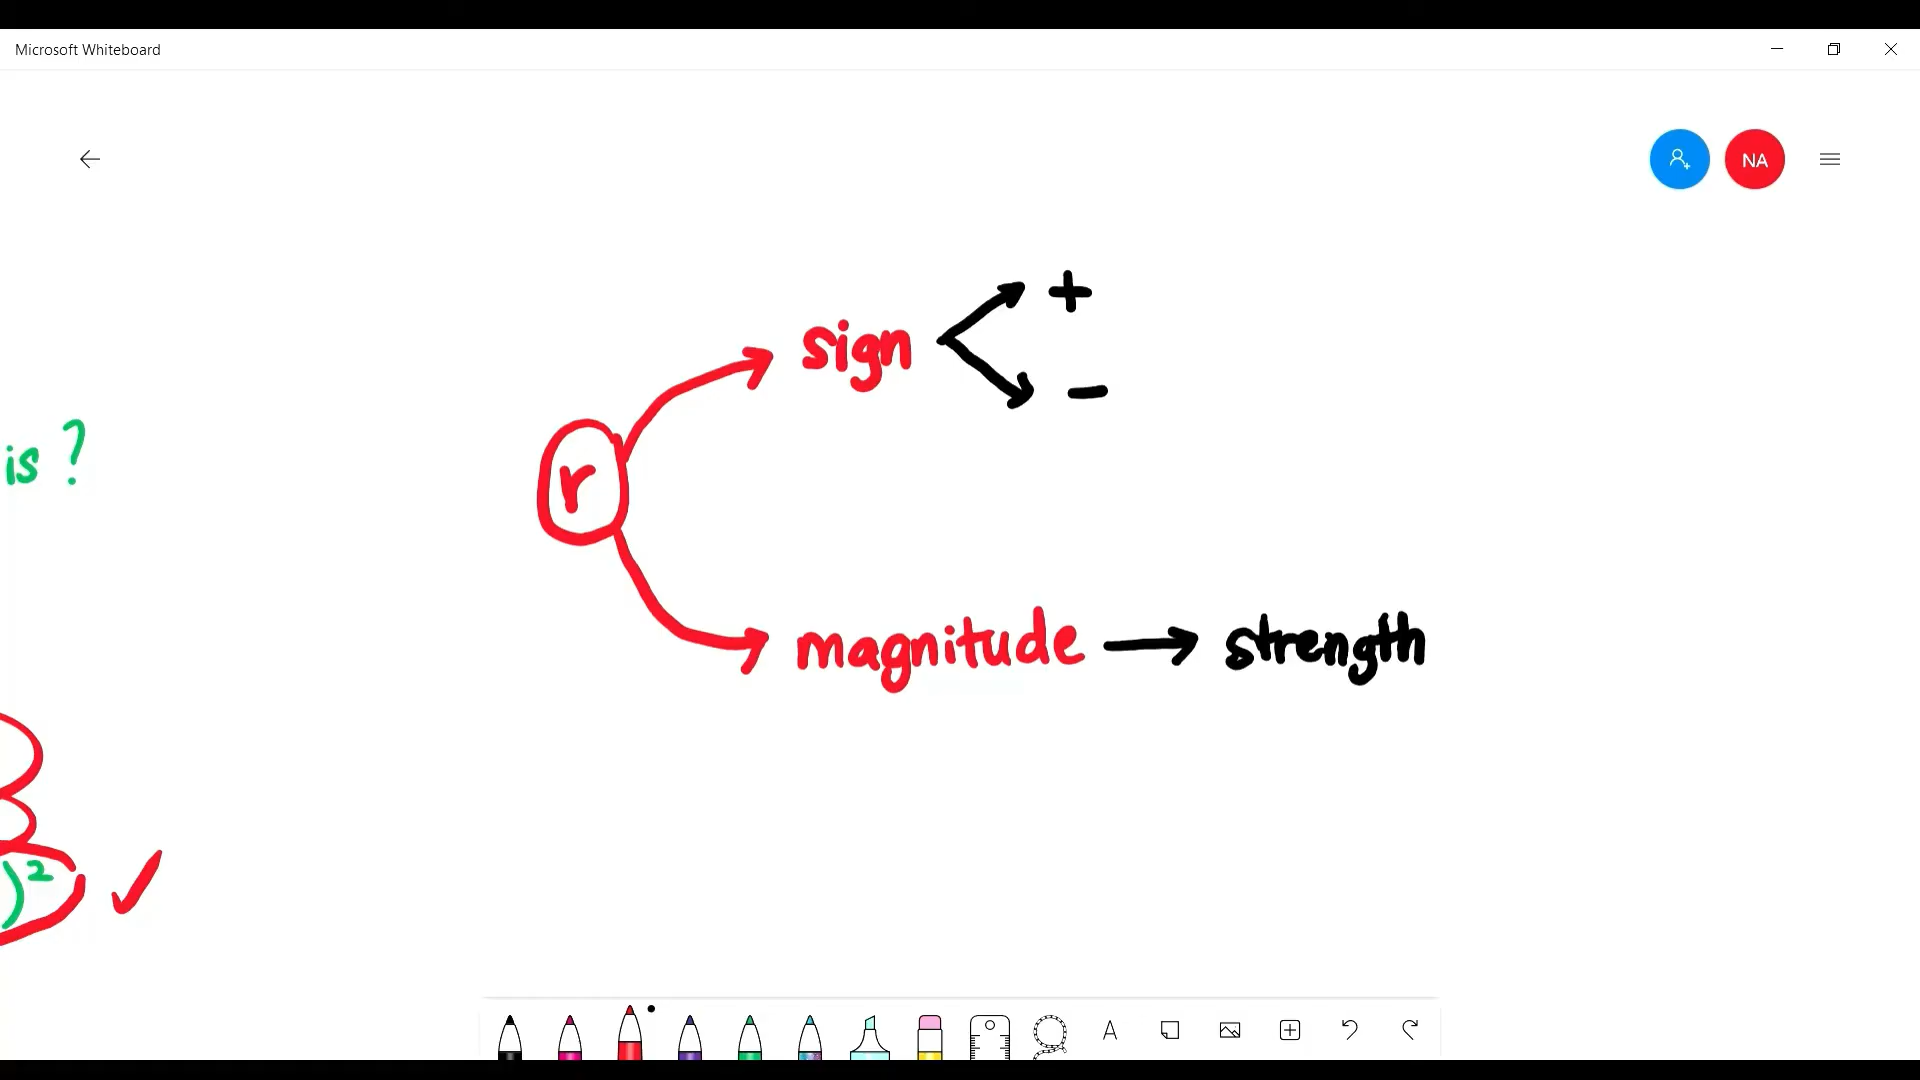 Microsoft Whiteboard
NA
+
sign
-
is ?
r
magnitude → strength
)²
A